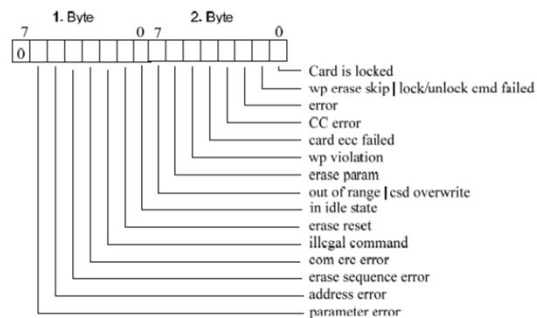 1. Byte 2. Byte
7 0 7 0
0
Card is locked
wp erase skip | lock/unlock cmd failed
error
CC error
card ecc failed
wp violation
erase param
out of range | csd overwrite
in idle state
erase reset
illegal command
com crc error
erase sequence error
address error
parameter error